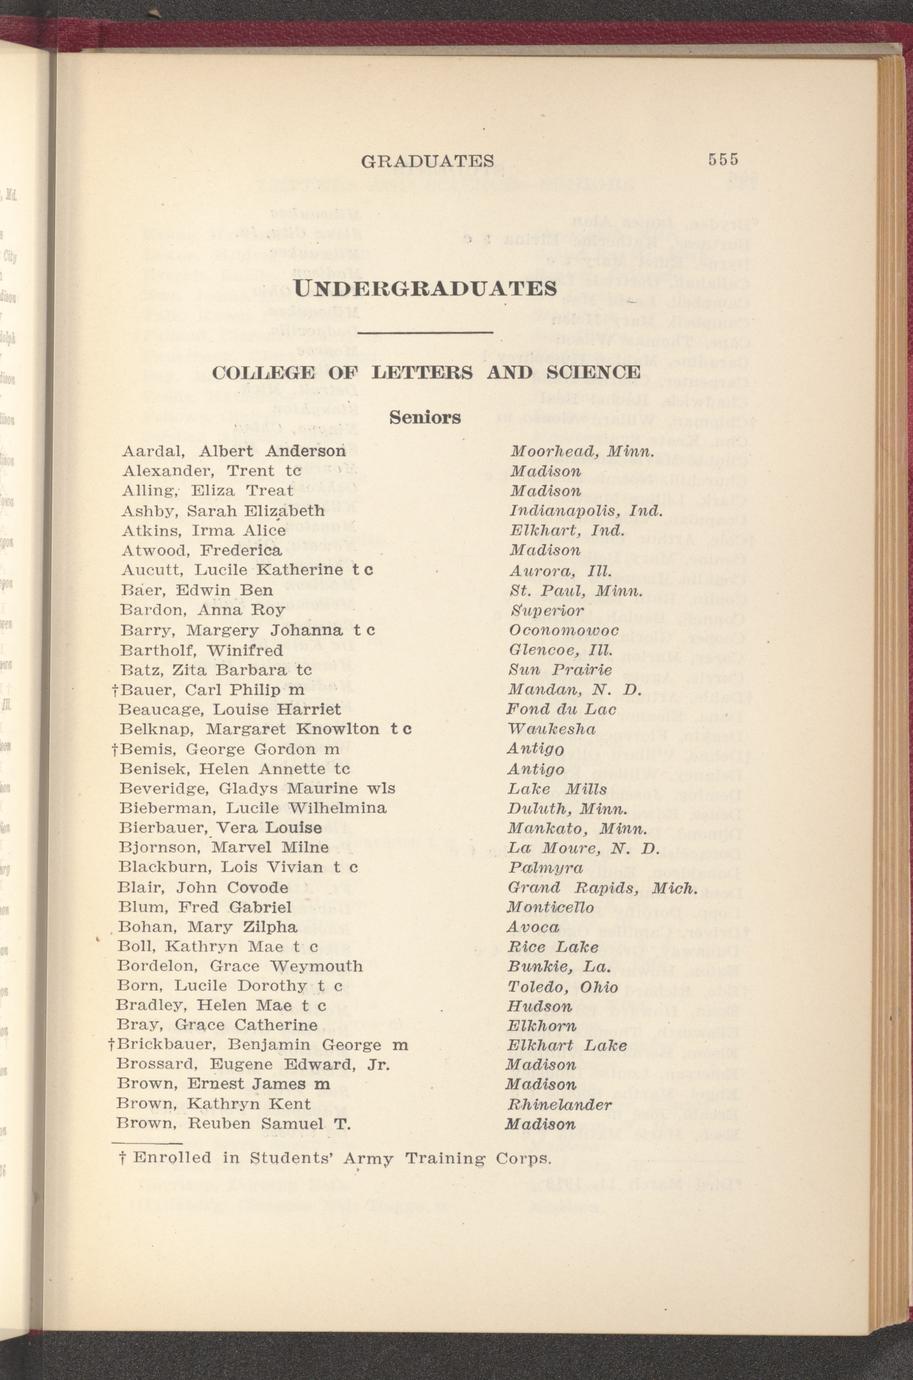 GRADUATES 555
UNDERGRADUATES
COLLEGE OF LETTERS AND SCIENCE
Seniors
Aardal, Albert Anderson Moorhead, Minn.
Alexander, Trent tc Madison
Alling, Eliza Treat Madison
Ashby, Sarah Elizabeth Indianapolis, Ind.
Atkins, Irma Alice Elkhart, Ind.
Atwood, Frederica Madison
Aucutt, Lucile Katherine t c Aurora, Ill.
Baer, Edwin Ben St. Paul, Minn.
Bardon, Anna Roy Superior
Barry, Margery Johanna t c Oconomowoc
Bartholf, Winifred Glencoe, Ill.
Batz, Zita Barbara tc Sun Prairie
†Bauer, Carl Philip m Mandan, N. D.
Beaucage, Louise Harriet Fond du Lac
Belknap, Margaret Knowlton t c Waukesha
†Bemis, George Gordon m Antigo
Benisek, Helen Annette tc Antigo
Beveridge, Gladys Maurine wls Lake Mills
Bieberman, Lucile Wilhelmina Duluth, Minn.
Bierbauer, Vera Louise Mankato, Minn.
Bjornson, Marvel Milne La Moure, N. D.
Blackburn, Lois Vivian t c Palmyra
Blair, John Covode Grand Rapids, Mich.
Blum, Fred Gabriel Monticello
Bohan, Mary Zilpha Avoca
Boll, Kathryn Mae t c Rice Lake
Bordelon, Grace Weymouth Bunkie, La.
Born, Lucile Dorothy t c Toledo, Ohio
Bradley, Helen Mae t c Hudson
Bray, Grace Catherine Elkhorn
†Brickbauer, Benjamin George m Elkhart Lake
Brossard, Eugene Edward, Jr. Madison
Brown, Ernest James m Madison
Brown, Kathryn Kent Rhinelander
Brown, Reuben Samuel T. Madison
† Enrolled in Students' Army Training Corps.